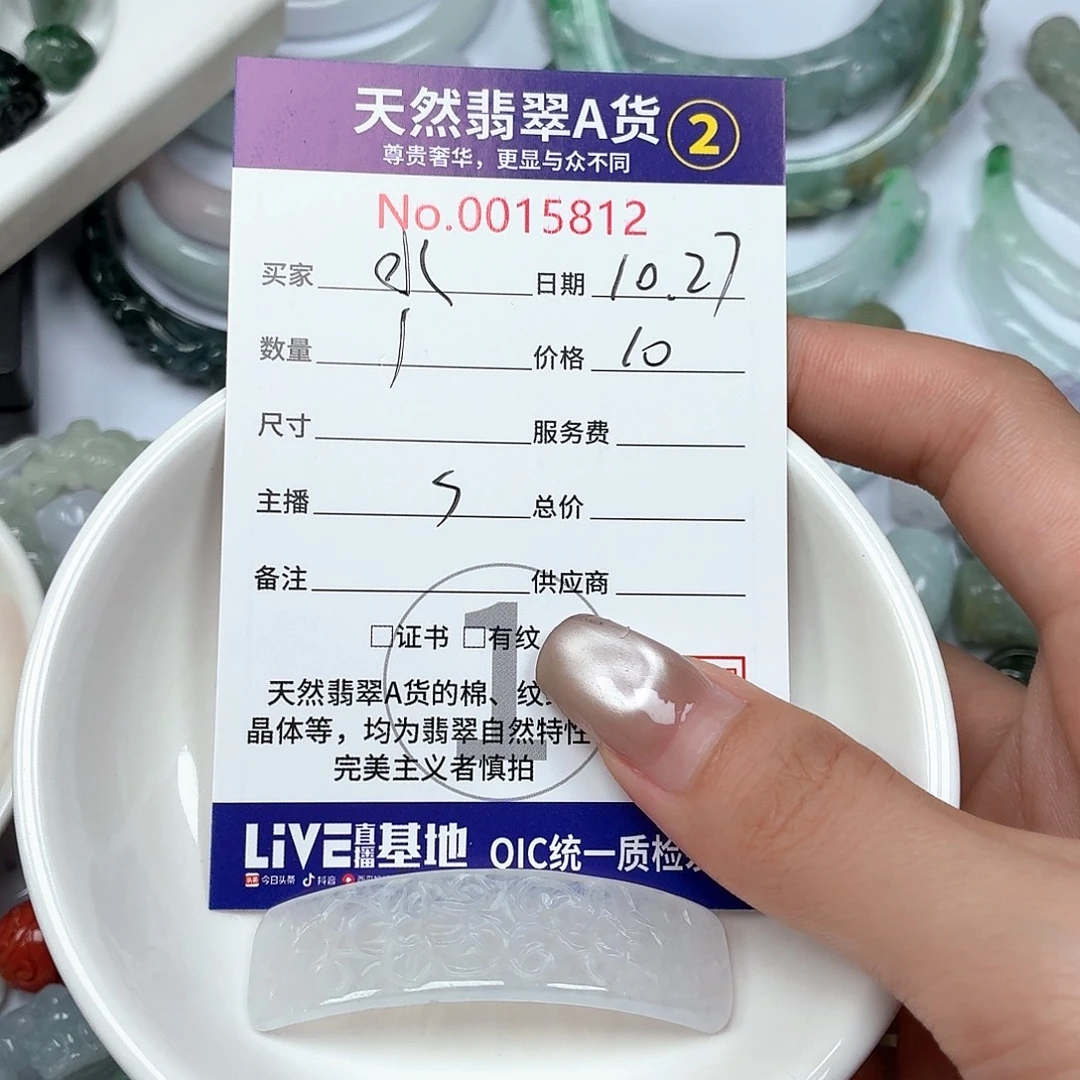 天然翡翠A货 2
尊贵奢华，更显与众不同
No.0015812
买家 水 日期 10.27
数量 1 价格 10
尺寸 服务费
主播 S 总价
备注 供应商
1
□证书 □有纹
天然翡翠A货的棉、纹
晶体等，均为翡翠自然特性
完美主义者慎拍
LiVE直播基地 OIC统一质检
头条 今日头条 抖音